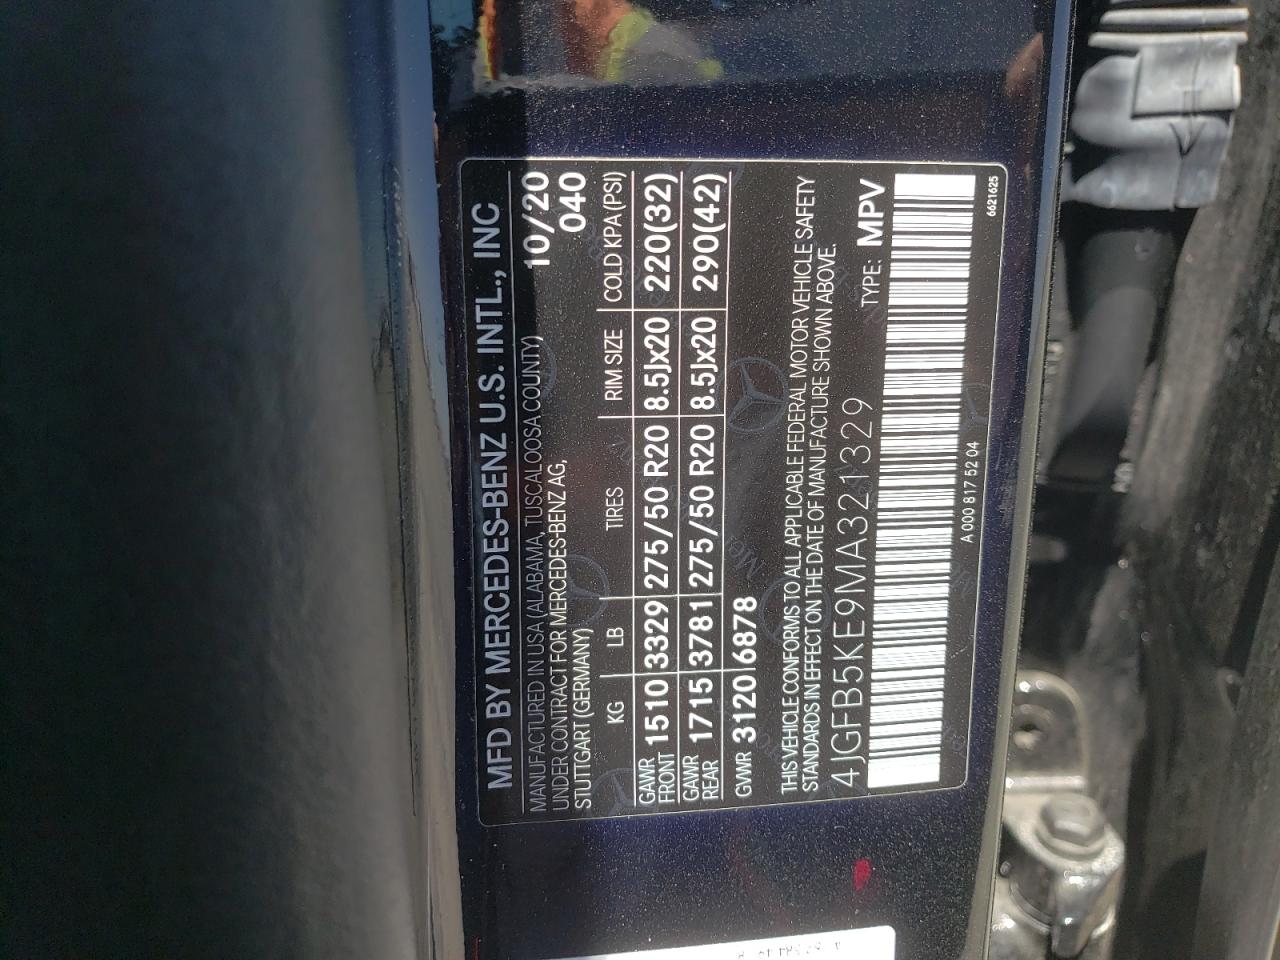 MFD BY MERCEDES-BENZ U.S. INTL., INC
MANUFACTURED IN USA (ALABAMA, TUSCALOOSA COUNTY) 10/20
UNDER CONTRACT FOR MERCEDES-BENZ AG, 040
STUTTGART (GERMANY)
KG LB TIRES RIM SIZE COLD KPA (PSI)
GAWR FRONT 1510 3329 275/50 R20 8.5Jx20 220(32)
GAWR REAR 1715 3781 275/50 R20 8.5Jx20 290(42)
GVWR 3120 6878
THIS VEHICLE CONFORMS TO ALL APPLICABLE FEDERAL MOTOR VEHICLE SAFETY
STANDARDS IN EFFECT ON THE DATE OF MANUFACTURE SHOWN ABOVE.
4JGFB5KE9MA321329 TYPE: MPV
A 000 817 52 04 6621625